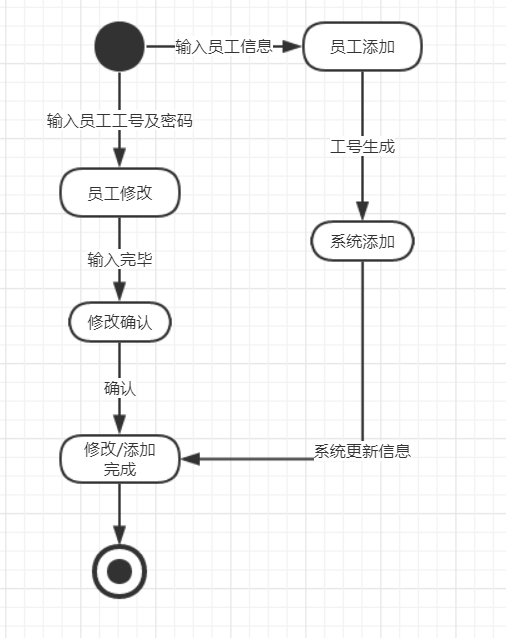 输入员工信息
员工添加
输入员工工号及密码
工号生成
员工修改
系统添加
输入完毕
修改确认
确认
修改/添加
完成
系统更新信息